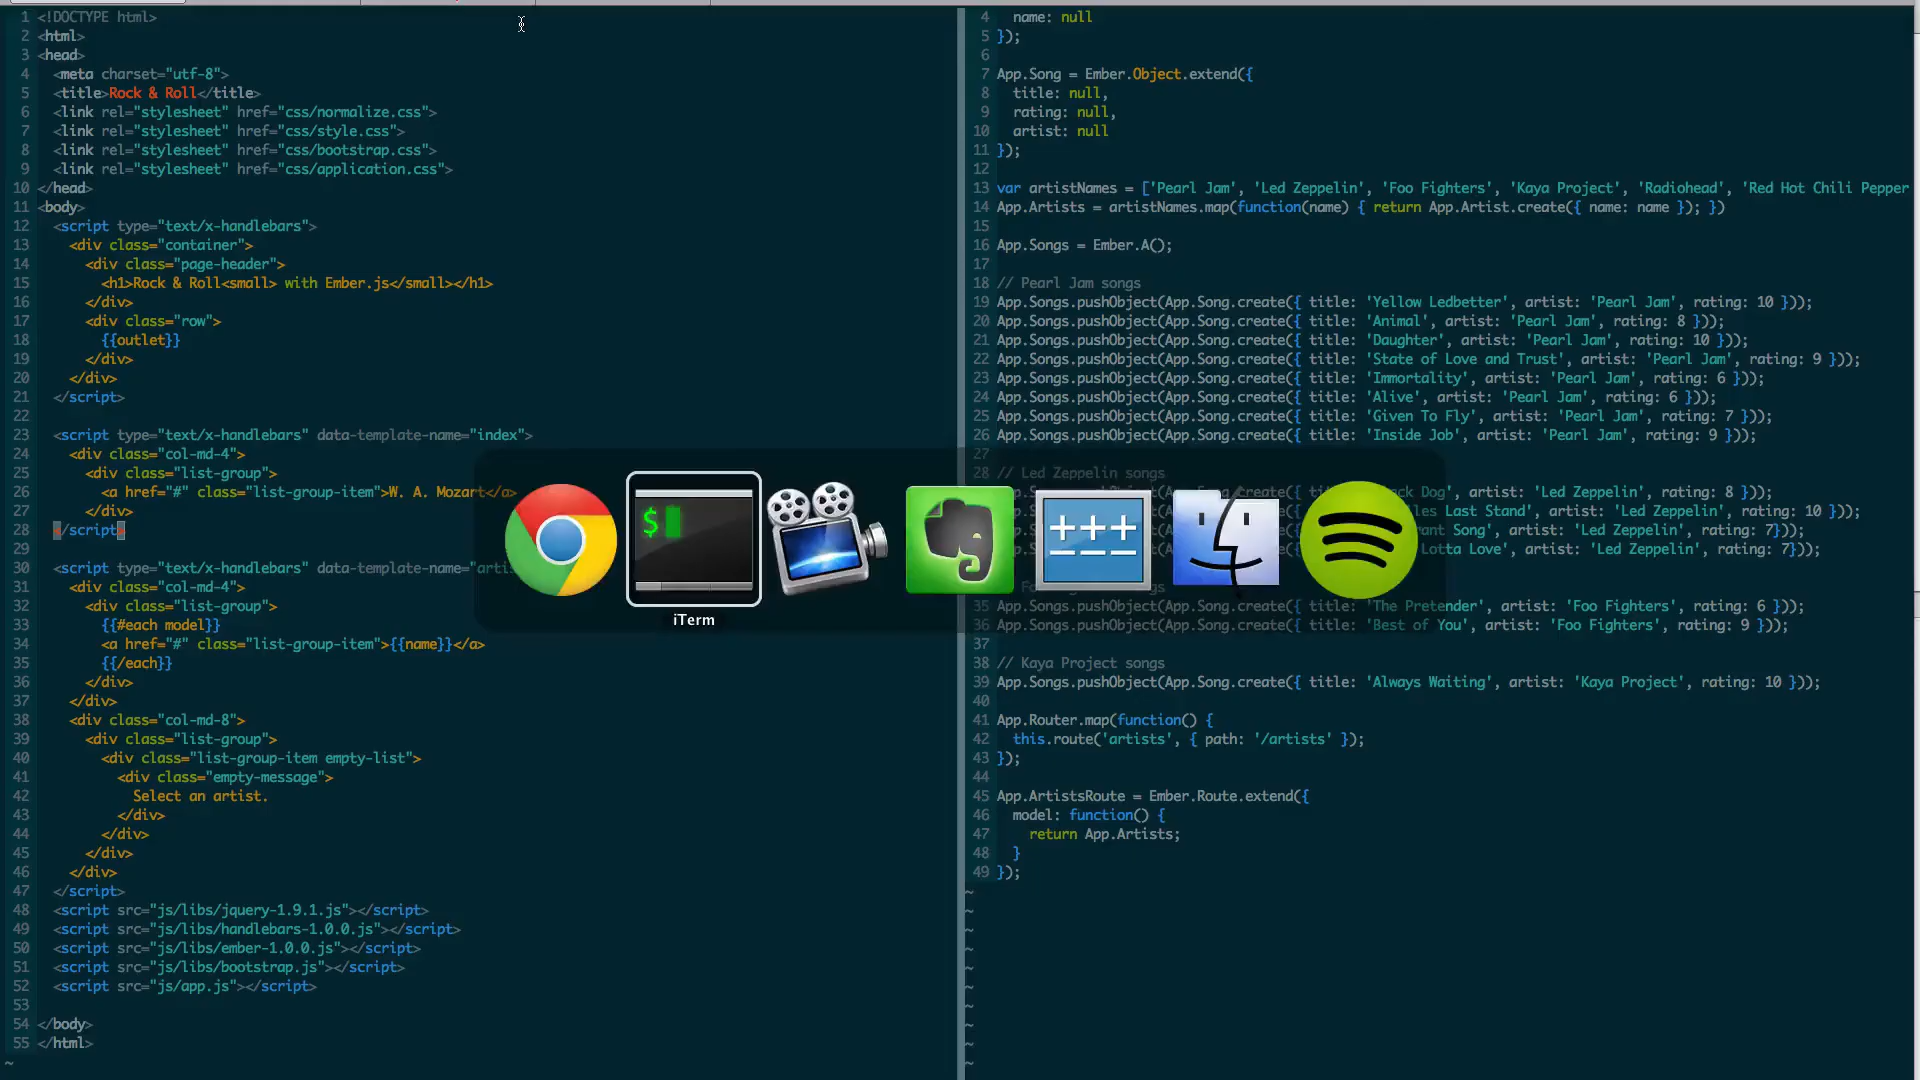 1 <!DOCTYPE html>
2 <html>
3 <head>
4   <meta charset="utf-8">
5   <title>Rock & Roll</title>
6   <link rel="stylesheet" href="css/normalize.css">
7   <link rel="stylesheet" href="css/style.css">
8   <link rel="stylesheet" href="css/bootstrap.css">
9   <link rel="stylesheet" href="css/application.css">
10 </head>
11 <body>
12   <script type="text/x-handlebars">
13     <div class="container">
14       <div class="page-header">
15         <h1>Rock & Roll<small> with Ember.js</small></h1>
16       </div>
17       <div class="row">
18         {{outlet}}
19       </div>
20     </div>
21   </script>
22
23   <script type="text/x-handlebars" data-template-name="index">
24     <div class="col-md-4">
25       <div class="list-group">
26         <a href="#" class="list-group-item">W. A. Mozart</a>
27       </div>
28   </script>
29
30   <script type="text/x-handlebars" data-template-name="artis
31     <div class="col-md-4">
32       <div class="list-group">
33         {{#each model}}
34         <a href="#" class="list-group-item">{{name}}</a>
35         {{/each}}
36       </div>
37     </div>
38     <div class="col-md-8">
39       <div class="list-group">
40         <div class="list-group-item empty-list">
41           <div class="empty-message">
42             Select an artist.
43           </div>
44         </div>
45       </div>
46     </div>
47   </script>
48   <script src="js/libs/jquery-1.9.1.js"></script>
49   <script src="js/libs/handlebars-1.0.0.js"></script>
50   <script src="js/libs/ember-1.0.0.js"></script>
51   <script src="js/libs/bootstrap.js"></script>
52   <script src="js/app.js"></script>
53
54 </body>
55 </html>
~
4   name: null
5 });
6
7 App.Song = Ember.Object.extend({
8   title: null,
9   rating: null,
10   artist: null
11 });
12
13 var artistNames = ['Pearl Jam', 'Led Zeppelin', 'Foo Fighters', 'Kaya Project', 'Radiohead', 'Red Hot Chili Pepper
14 App.Artists = artistNames.map(function(name) { return App.Artist.create({ name: name }); })
15
16 App.Songs = Ember.A();
17
18 // Pearl Jam songs
19 App.Songs.pushObject(App.Song.create({ title: 'Yellow Ledbetter', artist: 'Pearl Jam', rating: 10 }));
20 App.Songs.pushObject(App.Song.create({ title: 'Animal', artist: 'Pearl Jam', rating: 8 }));
21 App.Songs.pushObject(App.Song.create({ title: 'Daughter', artist: 'Pearl Jam', rating: 10 }));
22 App.Songs.pushObject(App.Song.create({ title: 'State of Love and Trust', artist: 'Pearl Jam', rating: 9 }));
23 App.Songs.pushObject(App.Song.create({ title: 'Immortality', artist: 'Pearl Jam', rating: 6 }));
24 App.Songs.pushObject(App.Song.create({ title: 'Alive', artist: 'Pearl Jam', rating: 6 }));
25 App.Songs.pushObject(App.Song.create({ title: 'Given To Fly', artist: 'Pearl Jam', rating: 7 }));
26 App.Songs.pushObject(App.Song.create({ title: 'Inside Job', artist: 'Pearl Jam', rating: 9 }));
27
28 // Led Zeppelin songs
Dog', artist: 'Led Zeppelin', rating: 8 }));
Last Stand', artist: 'Led Zeppelin', rating: 10 }));
Song', artist: 'Led Zeppelin', rating: 7}));
Lotta Love', artist: 'Led Zeppelin', rating: 7}));
35 'The Pretender', artist: 'Foo Fighters', rating: 6 }));
36 App.Songs.pushObject(App.Song.create({ title: 'Best of You', artist: 'Foo Fighters', rating: 9 }));
37
38 // Kaya Project songs
39 App.Songs.pushObject(App.Song.create({ title: 'Always Waiting', artist: 'Kaya Project', rating: 10 }));
40
41 App.Router.map(function() {
42   this.route('artists', { path: '/artists' });
43 });
44
45 App.ArtistsRoute = Ember.Route.extend({
46   model: function() {
47     return App.Artists;
48   }
49 });
~
~
~
~
~
~
~
~
~
~
$
+++
iTerm